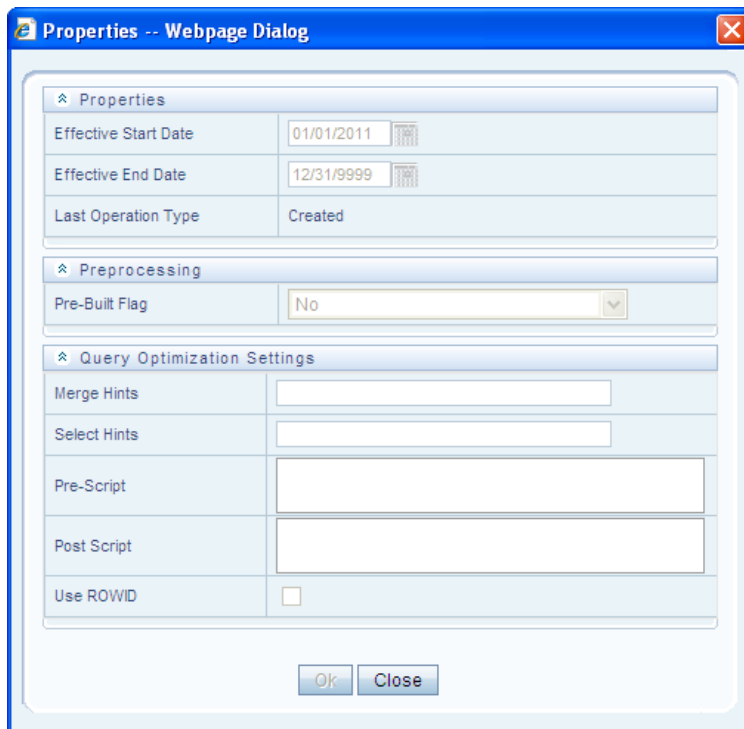 Properties -- Webpage Dialog
Properties
Effective Start Date 01/01/2011
Effective End Date 12/31/9999
Last Operation Type Created
Preprocessing
Pre-Built Flag No
Query Optimization Settings
Merge Hints
Select Hints
Pre-Script
Post Script
Use ROWID
Ok Close